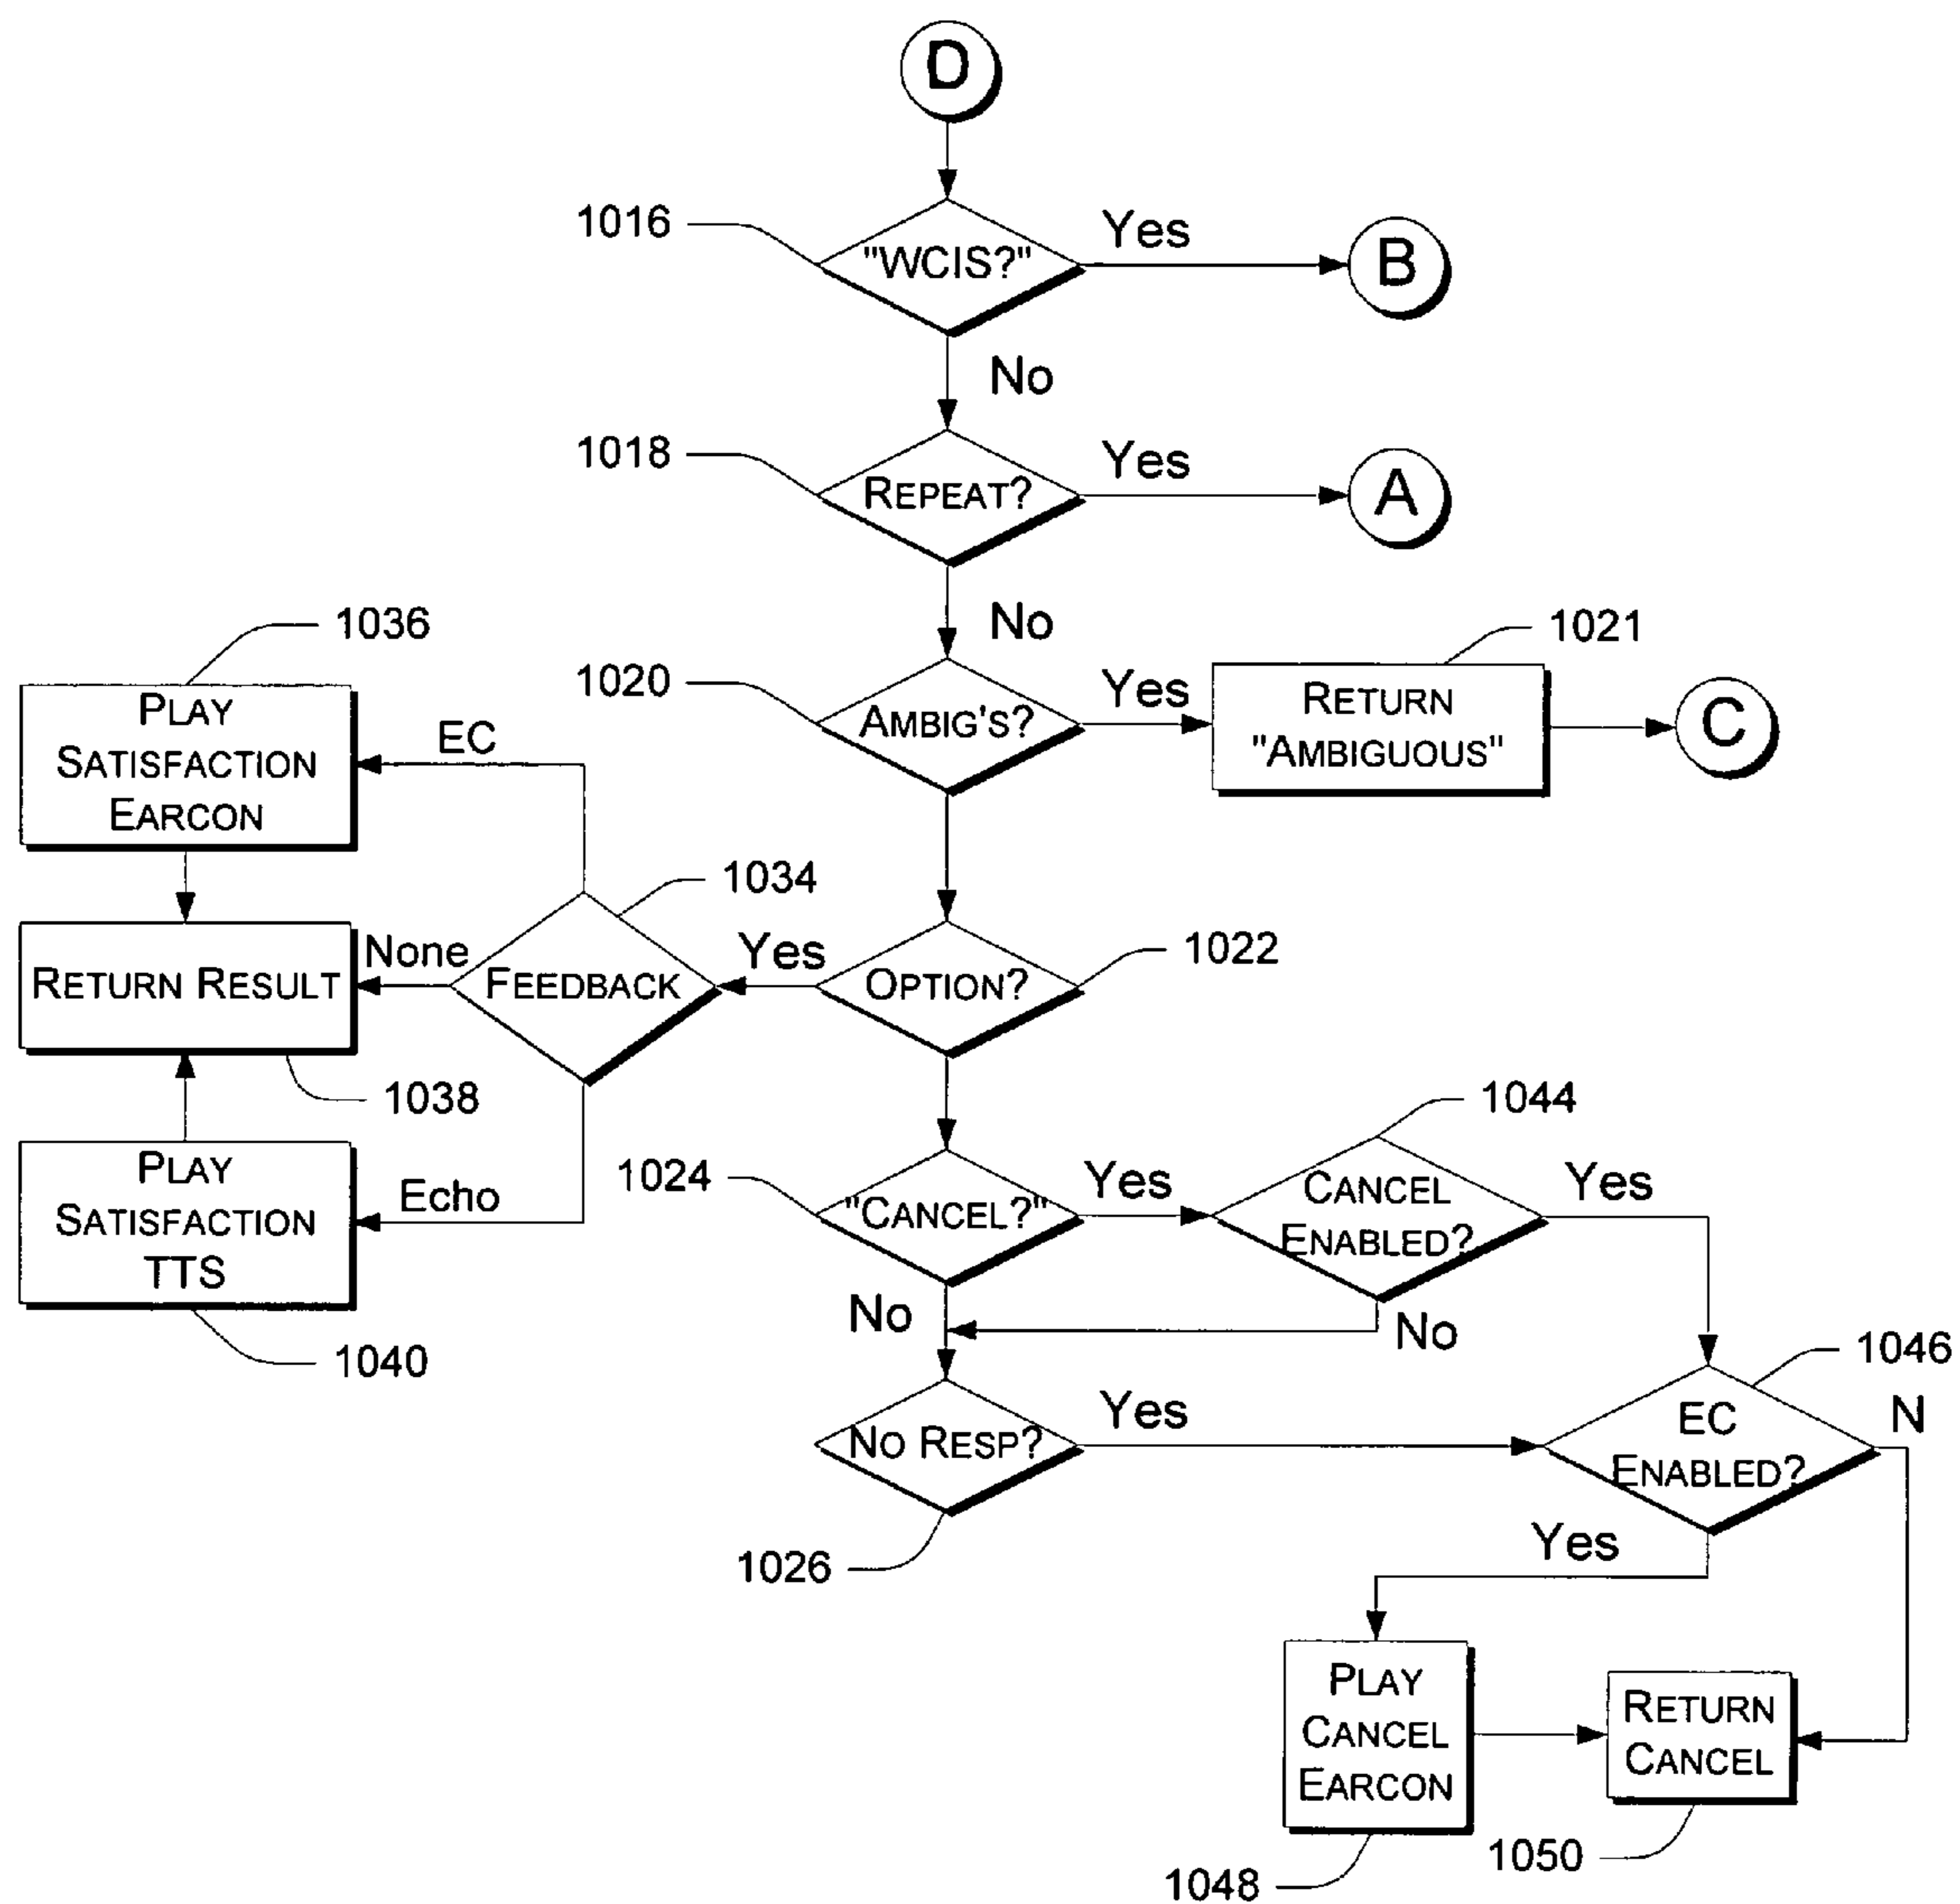 D
1016
"WCIS?"
Yes
B
No
1018
REPEAT?
Yes
A
No
1020
AMBIG'S?
Yes
1021
RETURN
"AMBIGUOUS"
C
1036
PLAY
SATISFACTION
EARCON
EC
1034
FEEDBACK
None
RETURN RESULT
1038
Yes
OPTION?
1022
Echo
PLAY
SATISFACTION
TTS
1040
1024
"CANCEL?"
Yes
1044
CANCEL
ENABLED?
Yes
No
No
NO RESP?
1026
Yes
1046
EC
ENABLED?
N
Yes
PLAY
CANCEL
EARCON
1048
RETURN
CANCEL
1050